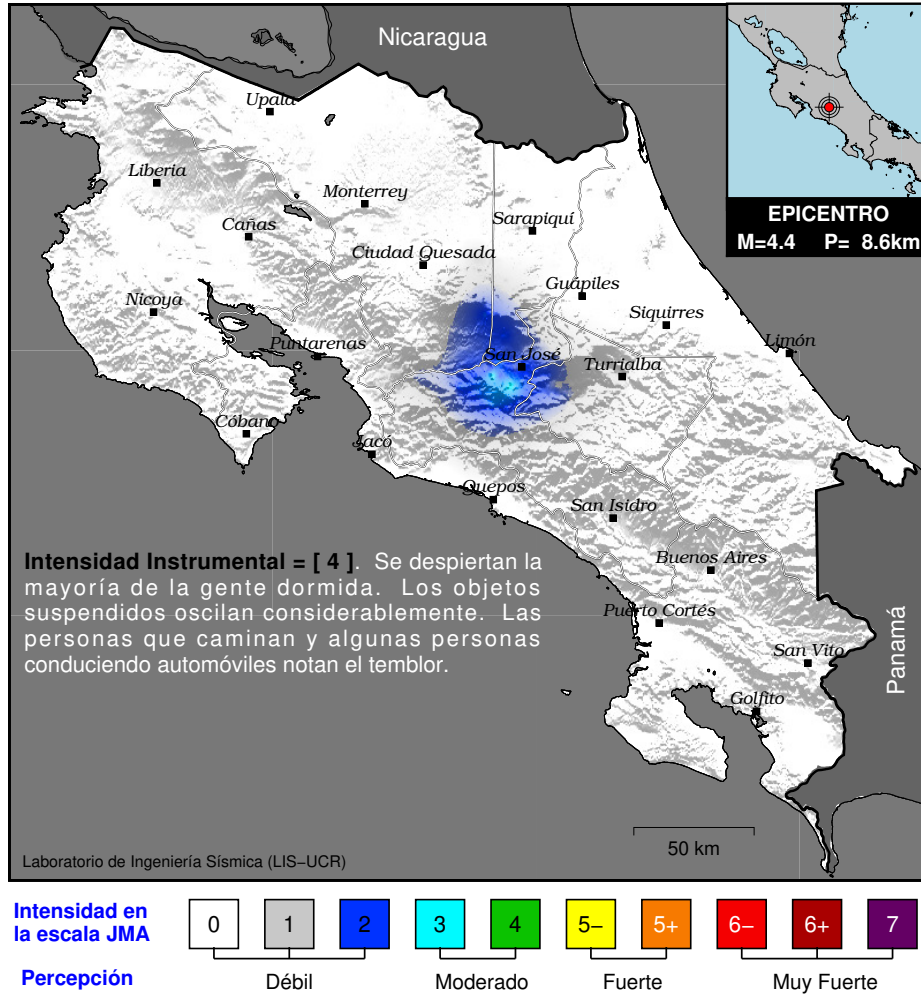 Nicaragua
Upala
Liberia
Monterrey
Cañas
Sarapiquí
EPICENTRO
M=4.4 P= 8.6km
Ciudad Quesada
Guápiles
Nicoya
Siquirres
Puntarenas
San José
Limón
Turrialba
Cóbano
Jacó
Quepos
San Isidro
Intensidad Instrumental = [ 4 ]. Se despiertan la
mayoría de la gente dormida. Los objetos
suspendidos oscilan considerablemente. Las
personas que caminan y algunas personas
conduciendo automóviles notan el temblor.
Buenos Aires
Puerto Cortés
San Vito
Panamá
Golfito
50 km
Laboratorio de Ingeniería Sísmica (LIS−UCR)
Intensidad en
la escala JMA
0 1 2 3 4 5− 5+ 6− 6+ 7
Percepción
Débil Moderado Fuerte Muy Fuerte